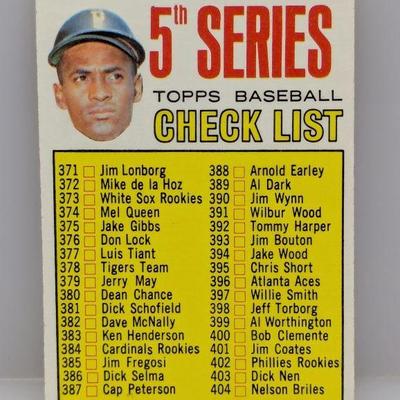 5th SERIES
TOPPS BASEBALL
CHECK LIST
371 Jim Lonborg
372 Mike de la Hoz
373 White Sox Rookies
374 Mel Queen
375 Jake Gibbs
376 Don Lock
377 Luis Tiant
378 Tigers Team
379 Jerry May
380 Dean Chance
381 Dick Schofield
382 Dave McNally
383 Ken Henderson
384 Cardinals Rookies
385 Jim Fregosi
386 Dick Selma
387 Cap Peterson
388 Arnold Earley
389 Al Dark
390 Jim Wynn
391 Wilbur Wood
392 Tommy Harper
393 Jim Bouton
394 Jake Wood
395 Chris Short
396 Atlanta Aces
397 Willie Smith
398 Jeff Torborg
399 Al Worthington
400 Bob Clemente
401 Jim Coates
402 Phillies Rookies
403 Dick Nen
404 Nelson Briles